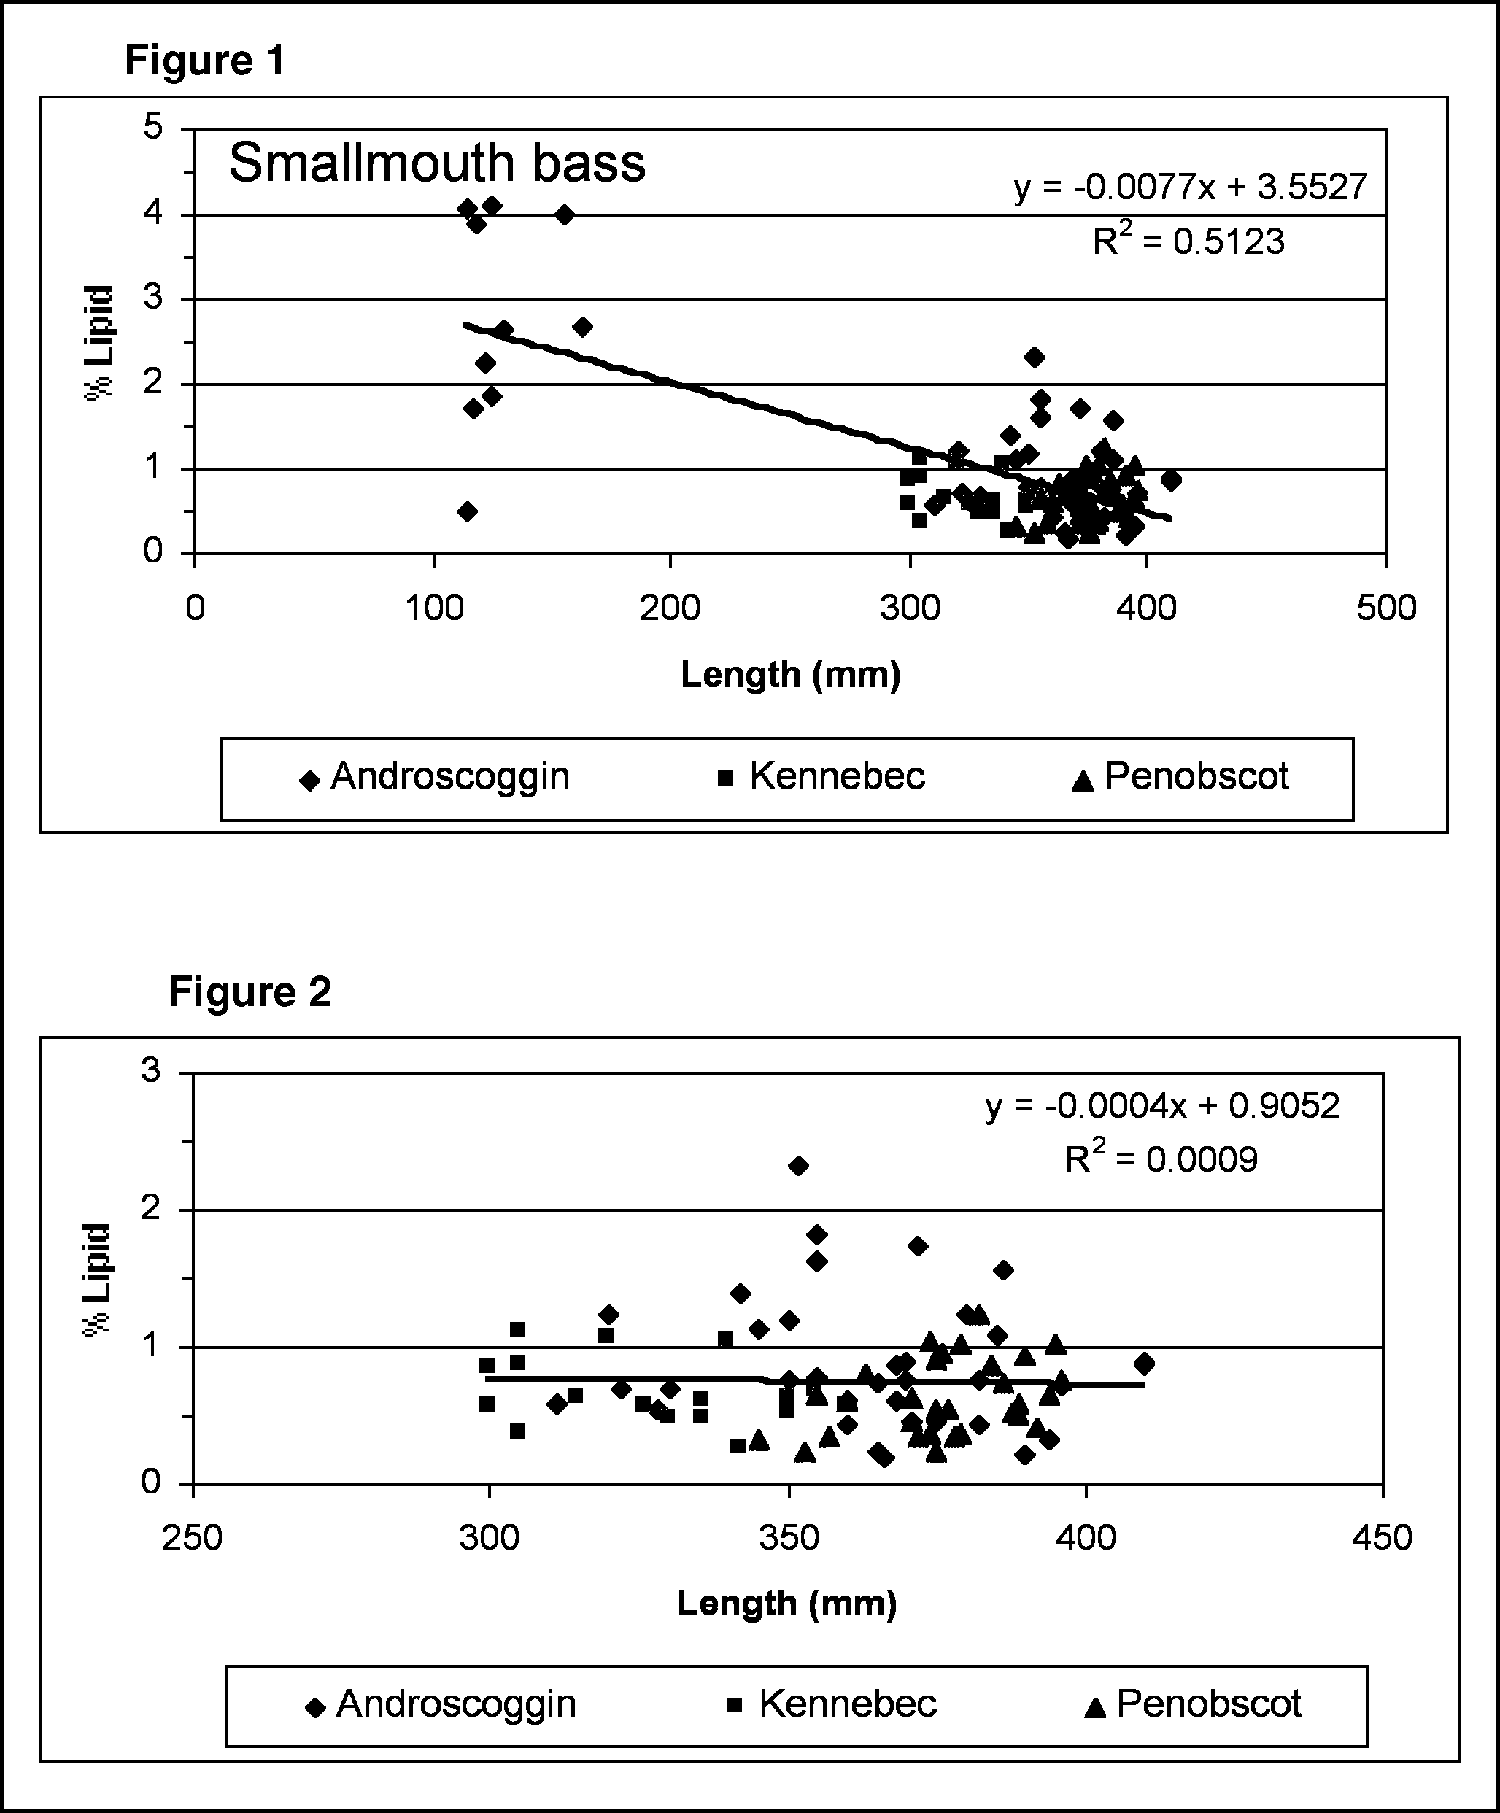 Figure 1
Smallmouth bass
y = -0.0077x + 3.5527
R² = 0.5123
5
4
3
2
1
0
% Lipid
0 100 200 300 400 500
Length (mm)
Androscoggin Kennebec Penobscot
Figure 2
y = -0.0004x + 0.9052
R² = 0.0009
3
2
1
0
% Lipid
250 300 350 400 450
Length (mm)
Androscoggin Kennebec Penobscot